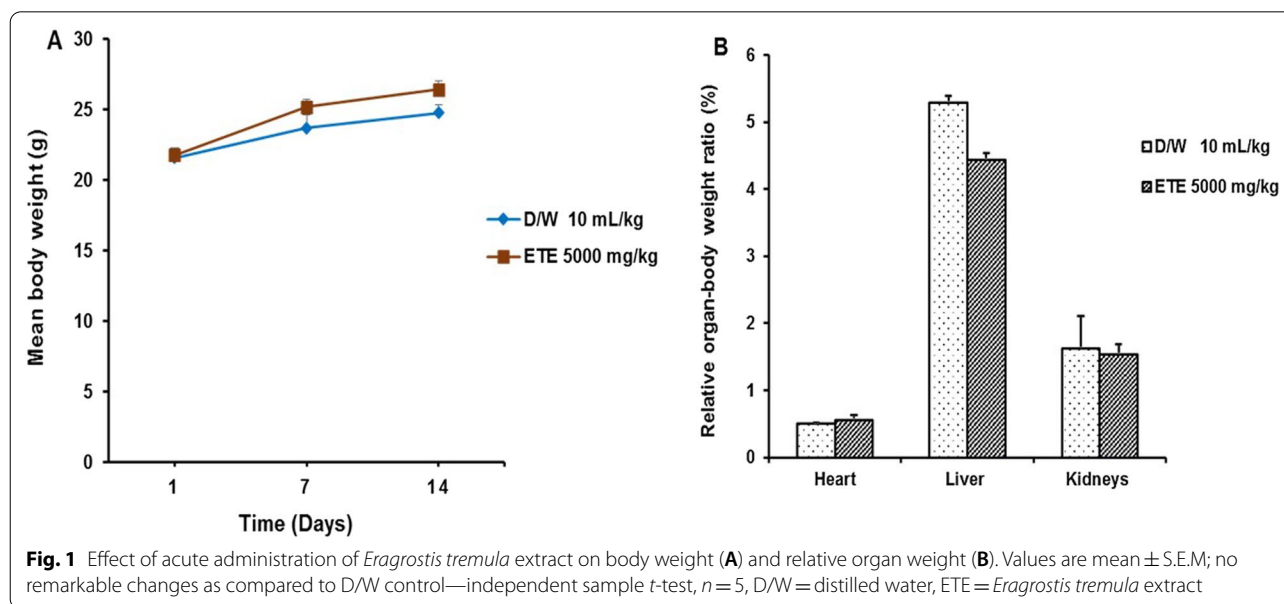 A
30
25
20
15
10
5
0
Mean body weight (g)
1 7 14
Time (Days)
D/W 10 mL/kg
ETE 5000 mg/kg
B
6
5
4
3
2
1
0
Relative organ-body weight ratio (%)
Heart Liver Kidneys
D/W 10 mL/kg
ETE 5000 mg/kg
Fig. 1 Effect of acute administration of Eragrostis tremula extract on body weight (A) and relative organ weight (B). Values are mean ± S.E.M; no
remarkable changes as compared to D/W control—independent sample t-test, n = 5, D/W = distilled water, ETE = Eragrostis tremula extract